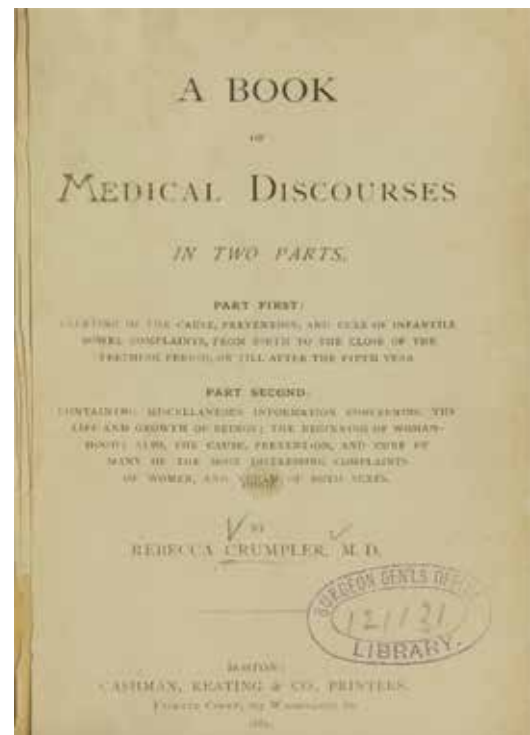 A BOOK
OF
MEDICAL DISCOURSES
IN TWO PARTS.
PART FIRST:
TREATING OF THE CAUSE, PREVENTION, AND CURE OF INFANTILE
BOWEL COMPLAINTS, FROM BIRTH TO THE CLOSE OF THE
TEETHING PERIOD, OR TILL AFTER THE FIFTH YEAR
PART SECOND:
CONTAINING MISCELLANEOUS INFORMATION CONCERNING THE
LIFE AND GROWTH OF BEINGS; THE BEGINNING OF WOMAN-
HOOD; ALSO, THE CAUSE, PREVENTION, AND CURE OF
MANY OF THE MOST DISTRESSING COMPLAINTS
OF WOMEN, AND OF BOTH SEXES.
BY
REBECCA CRUMPLER, M. D.
SURGEON GENL'S OFFICE
LIBRARY.
BOSTON:
CASHMAN, KEATING & CO., PRINTERS,